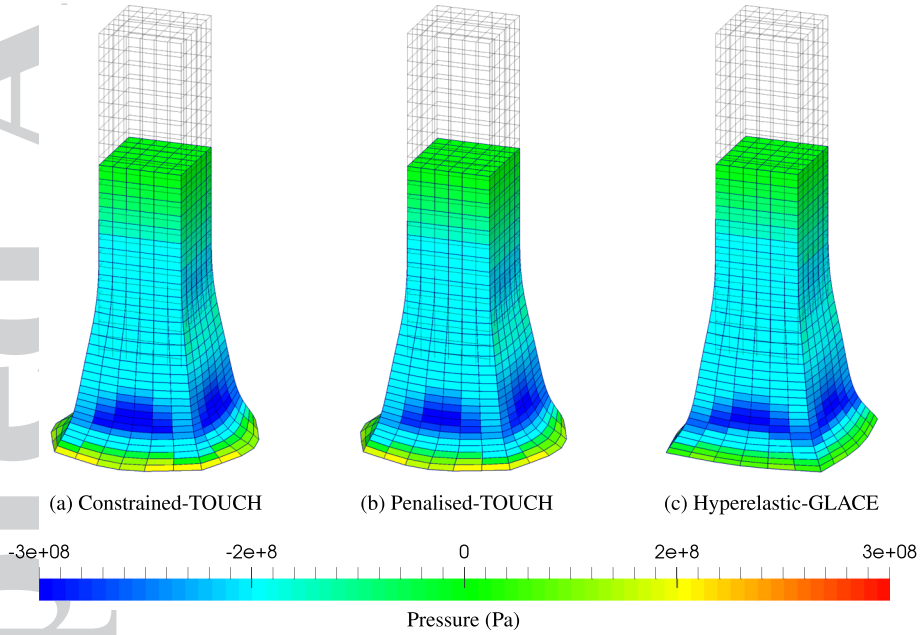 (a) Constrained-TOUCH (b) Penalised-TOUCH (c) Hyperelastic-GLACE
-3e+08 -2e+8 0 2e+8 3e+08
Pressure (Pa)